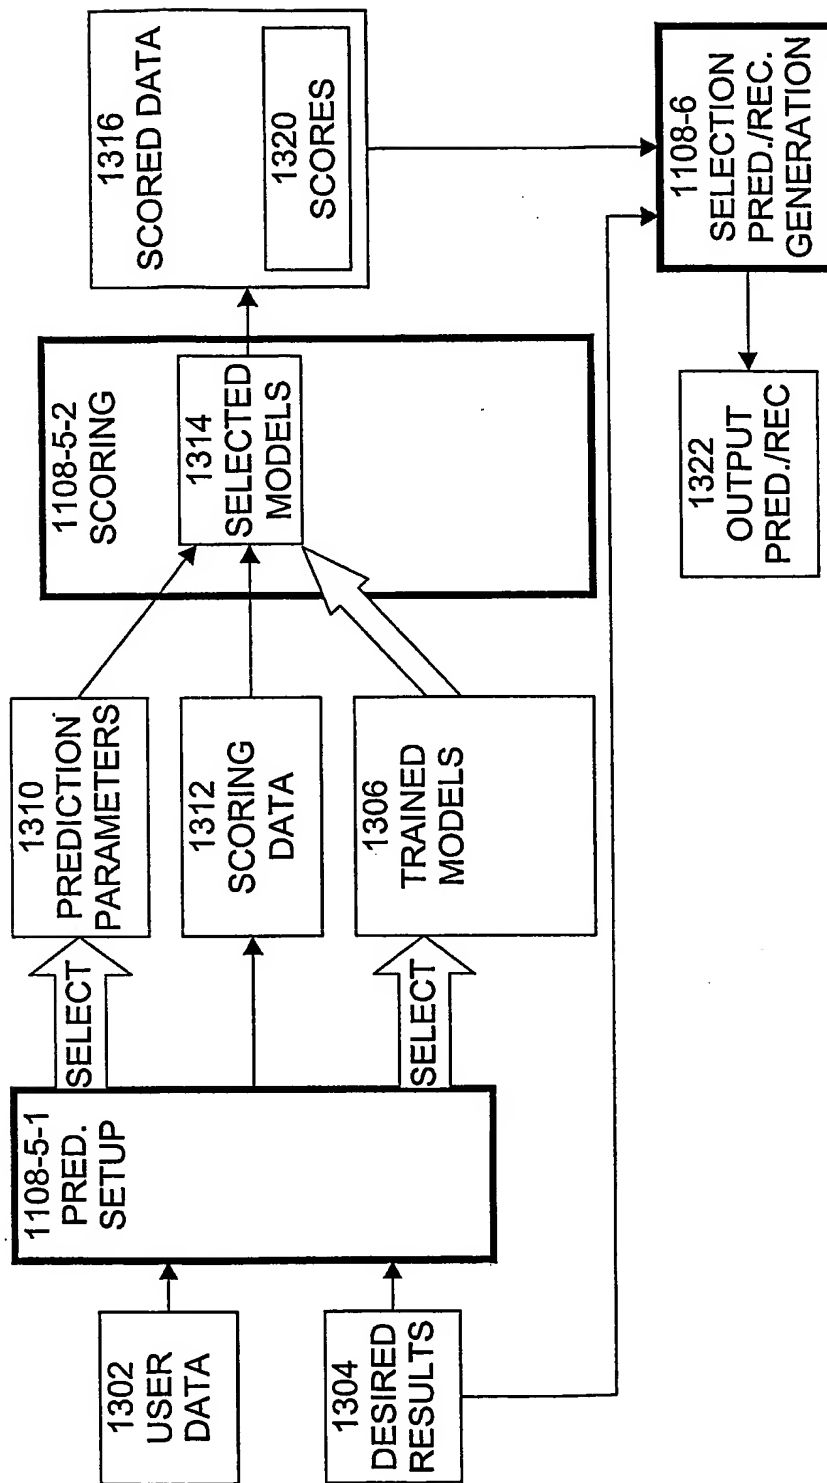 1302
USER
DATA
1304
DESIRED
RESULTS
1108-5-1
PRED.
SETUP
SELECT
SELECT
1310
PREDICTION
PARAMETERS
1312
SCORING
DATA
1306
TRAINED
MODELS
1108-5-2
SCORING
1314
SELECTED
MODELS
1316
SCORED DATA
1320
SCORES
1108-6
SELECTION
PRED./REC.
GENERATION
1322
OUTPUT
PRED./REC